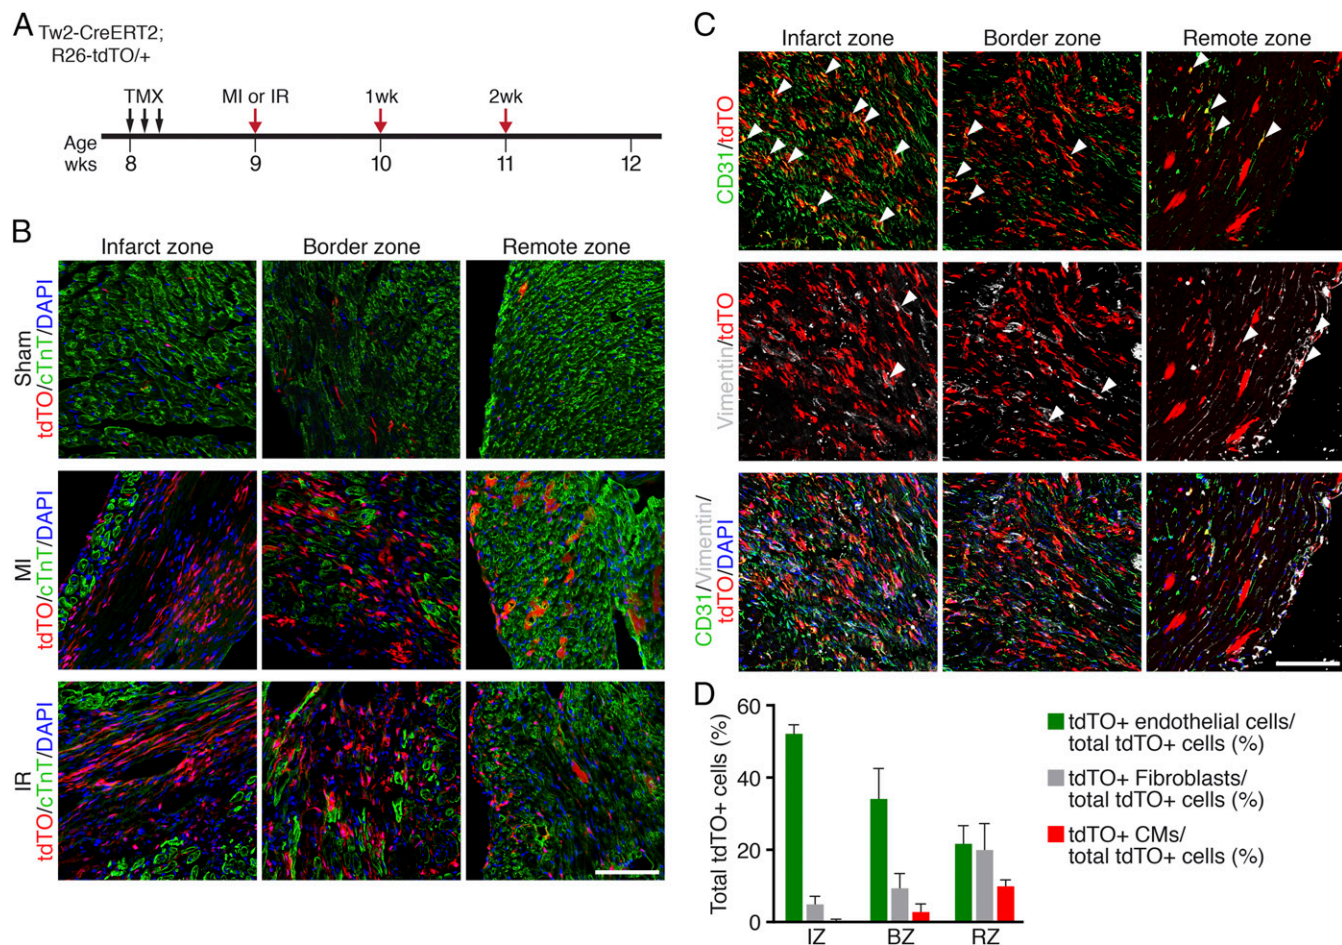 A
Tw2-CreERT2;
R26-tdTO/+
TMX
MI or IR
1wk
2wk
Age
wks
8
9
10
11
12
B
Infarct zone
Border zone
Remote zone
Sham
tdTO/cTnT/DAPI
MI
tdTO/cTnT/DAPI
IR
tdTO/cTnT/DAPI
C
Infarct zone
Border zone
Remote zone
CD31/tdTO
Vimentin/tdTO
CD31/Vimentin/
tdTO/DAPI
D
Total tdTO+ cells (%)
60
40
20
0
IZ
BZ
RZ
tdTO+ endothelial cells/
total tdTO+ cells (%)
tdTO+ Fibroblasts/
total tdTO+ cells (%)
tdTO+ CMs/
total tdTO+ cells (%)